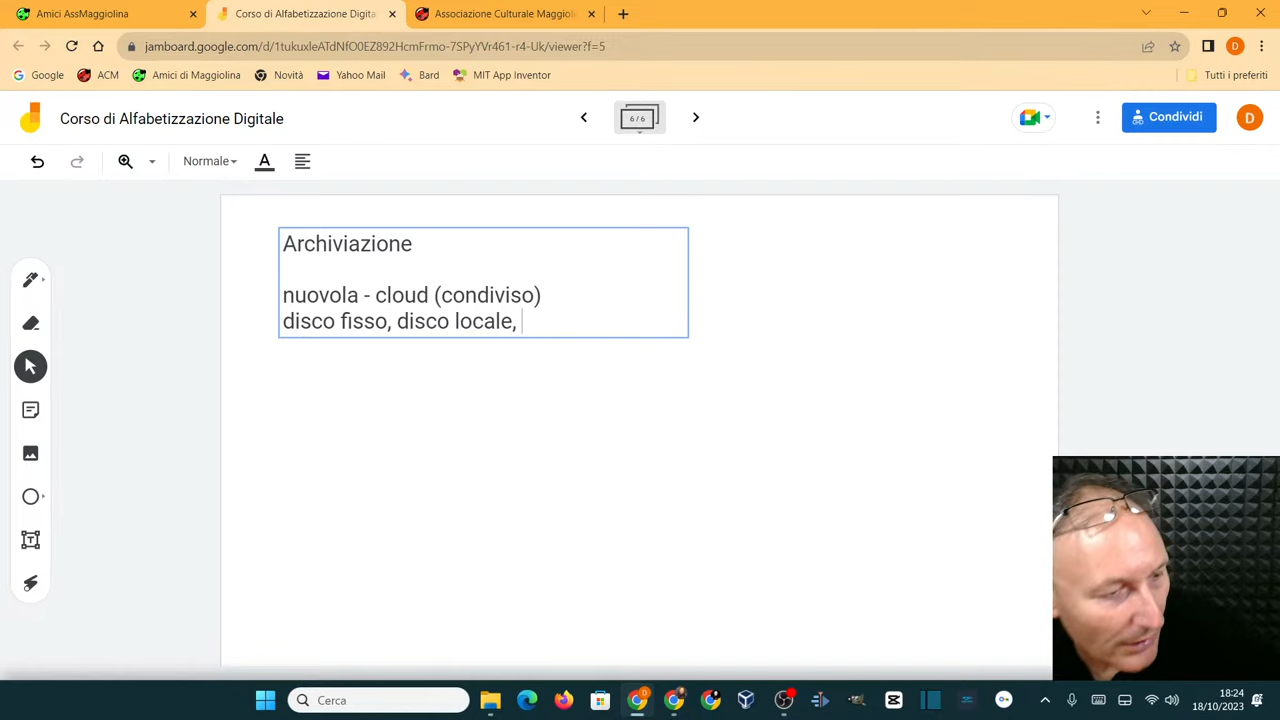 Amici AssMaggiolina
Corso di Alfabetizzazione Digita
Associazione Culturale Maggiolin
jamboard.google.com/d/1tukuxleATdNfO0EZ892HcmFrmo-7SPyYVr461-r4-Uk/viewer?f=5
D
Google
ACM
Amici di Maggiolina
Novità
Yahoo Mail
Bard
MIT App Inventor
Tutti i preferiti
Corso di Alfabetizzazione Digitale
6 / 6
Condividi
D
Normale
A
Archiviazione
nuovola - cloud (condiviso)
disco fisso, disco locale,
Cerca
18:24
18/10/2023